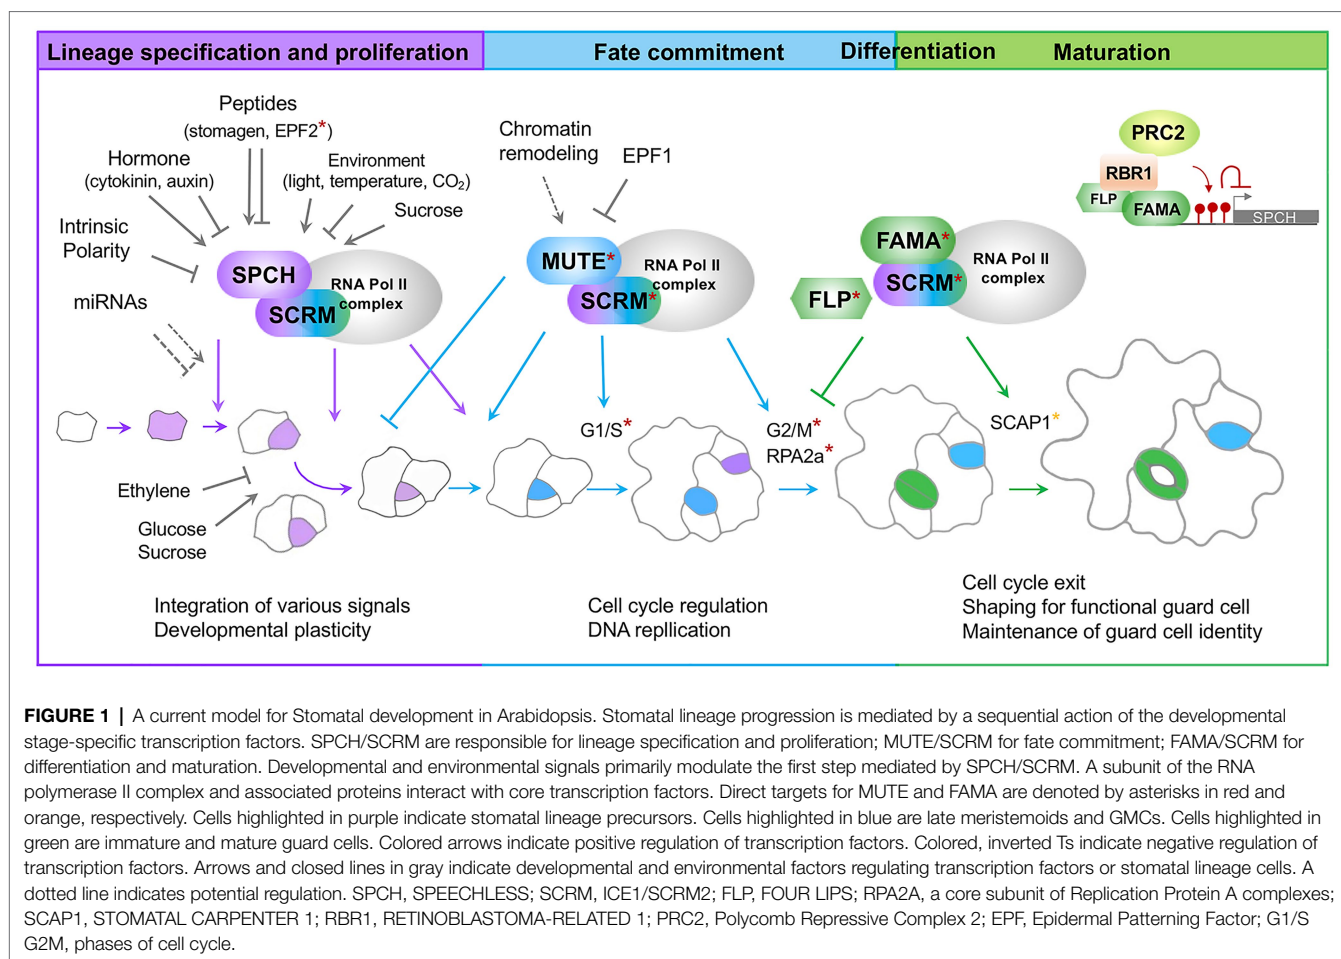 Lineage specification and proliferation
Fate commitment
Differentiation
Maturation
Peptides
(stomagen, EPF2*)
Hormone
(cytokinin, auxin)
Environment
(light, temperature, CO₂)
Sucrose
Intrinsic
Polarity
miRNAs
SPCH
SCRM
RNA Pol II
complex
Chromatin
remodeling
EPF1
MUTE*
SCRM*
RNA Pol II
complex
FAMA*
SCRM*
FLP*
RNA Pol II
complex
PRC2
RBR1
FLP
FAMA
SPCH
G1/S*
G2/M*
RPA2a*
SCAP1*
Ethylene
Glucose
Sucrose
Integration of various signals
Developmental plasticity
Cell cycle regulation
DNA repllication
Cell cycle exit
Shaping for functional guard cell
Maintenance of guard cell identity
FIGURE 1 | A current model for Stomatal development in Arabidopsis. Stomatal lineage progression is mediated by a sequential action of the developmental
stage-specific transcription factors. SPCH/SCRM are responsible for lineage specification and proliferation; MUTE/SCRM for fate commitment; FAMA/SCRM for
differentiation and maturation. Developmental and environmental signals primarily modulate the first step mediated by SPCH/SCRM. A subunit of the RNA
polymerase II complex and associated proteins interact with core transcription factors. Direct targets for MUTE and FAMA are denoted by asterisks in red and
orange, respectively. Cells highlighted in purple indicate stomatal lineage precursors. Cells highlighted in blue are late meristemoids and GMCs. Cells highlighted in
green are immature and mature guard cells. Colored arrows indicate positive regulation of transcription factors. Colored, inverted Ts indicate negative regulation of
transcription factors. Arrows and closed lines in gray indicate developmental and environmental factors regulating transcription factors or stomatal lineage cells. A
dotted line indicates potential regulation. SPCH, SPEECHLESS; SCRM, ICE1/SCRM2; FLP, FOUR LIPS; RPA2A, a core subunit of Replication Protein A complexes;
SCAP1, STOMATAL CARPENTER 1; RBR1, RETINOBLASTOMA-RELATED 1; PRC2, Polycomb Repressive Complex 2; EPF, Epidermal Patterning Factor; G1/S
G2M, phases of cell cycle.